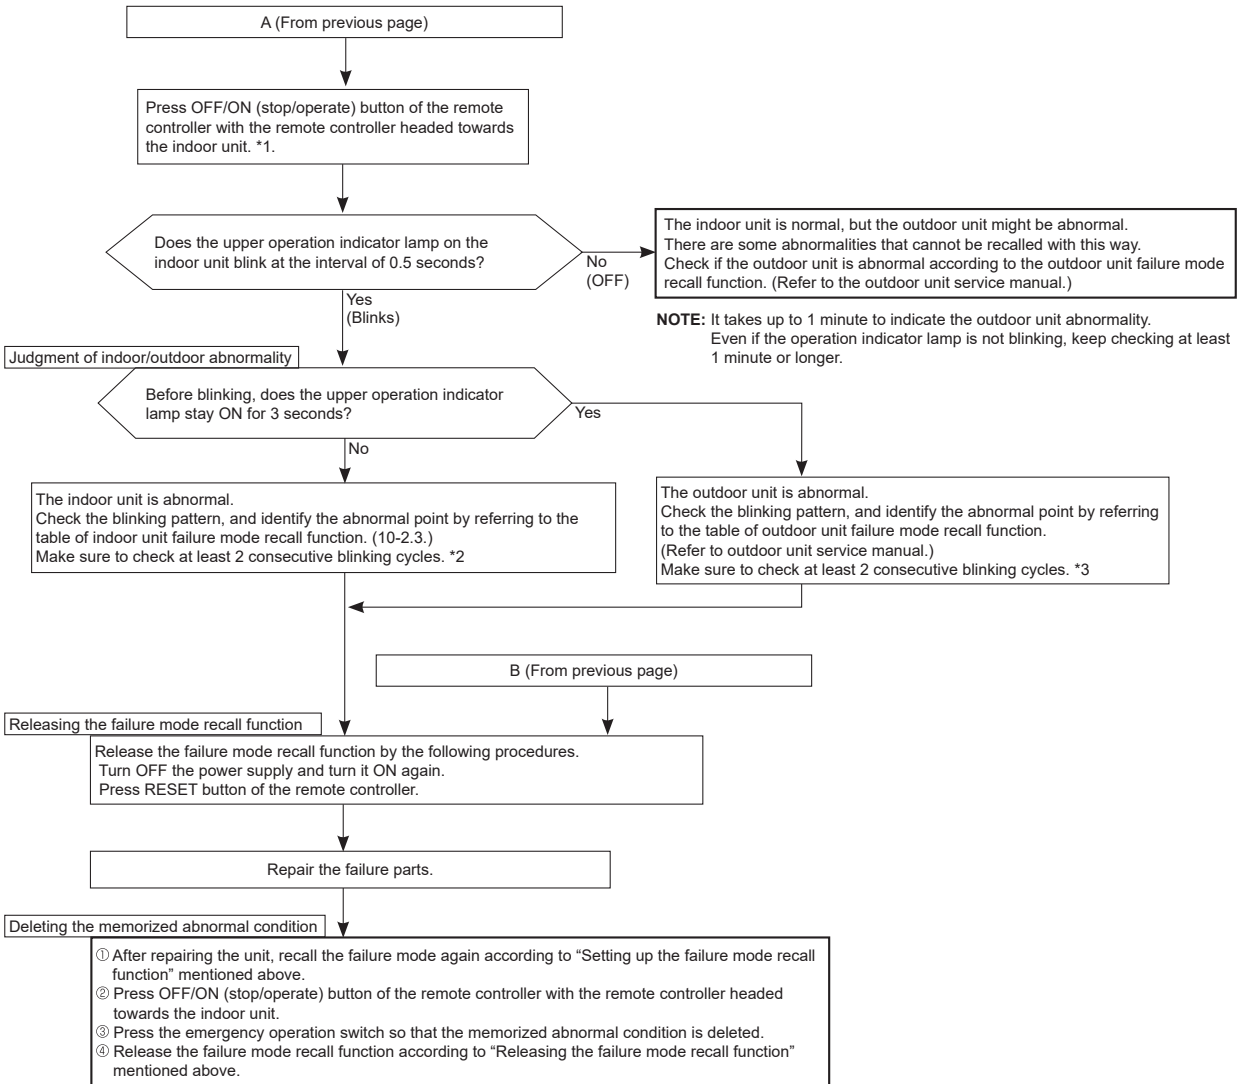 A (From previous page)
Press OFF/ON (stop/operate) button of the remote
controller with the remote controller headed towards
the indoor unit. *1.
Does the upper operation indicator lamp on the
indoor unit blink at the interval of 0.5 seconds?
No
(OFF)
The indoor unit is normal, but the outdoor unit might be abnormal.
There are some abnormalities that cannot be recalled with this way.
Check if the outdoor unit is abnormal according to the outdoor unit failure mode
recall function. (Refer to the outdoor unit service manual.)
NOTE: It takes up to 1 minute to indicate the outdoor unit abnormality.
Even if the operation indicator lamp is not blinking, keep checking at least
1 minute or longer.
Yes
(Blinks)
Judgment of indoor/outdoor abnormality
Before blinking, does the upper operation indicator
lamp stay ON for 3 seconds?
Yes
No
The indoor unit is abnormal.
Check the blinking pattern, and identify the abnormal point by referring to the
table of indoor unit failure mode recall function. (10-2.3.)
Make sure to check at least 2 consecutive blinking cycles. *2
The outdoor unit is abnormal.
Check the blinking pattern, and identify the abnormal point by referring
to the table of outdoor unit failure mode recall function.
(Refer to outdoor unit service manual.)
Make sure to check at least 2 consecutive blinking cycles. *3
B (From previous page)
Releasing the failure mode recall function
Release the failure mode recall function by the following procedures.
Turn OFF the power supply and turn it ON again.
Press RESET button of the remote controller.
Repair the failure parts.
Deleting the memorized abnormal condition
① After repairing the unit, recall the failure mode again according to “Setting up the failure mode recall
function” mentioned above.
② Press OFF/ON (stop/operate) button of the remote controller with the remote controller headed
towards the indoor unit.
③ Press the emergency operation switch so that the memorized abnormal condition is deleted.
④ Release the failure mode recall function according to “Releasing the failure mode recall function”
mentioned above.